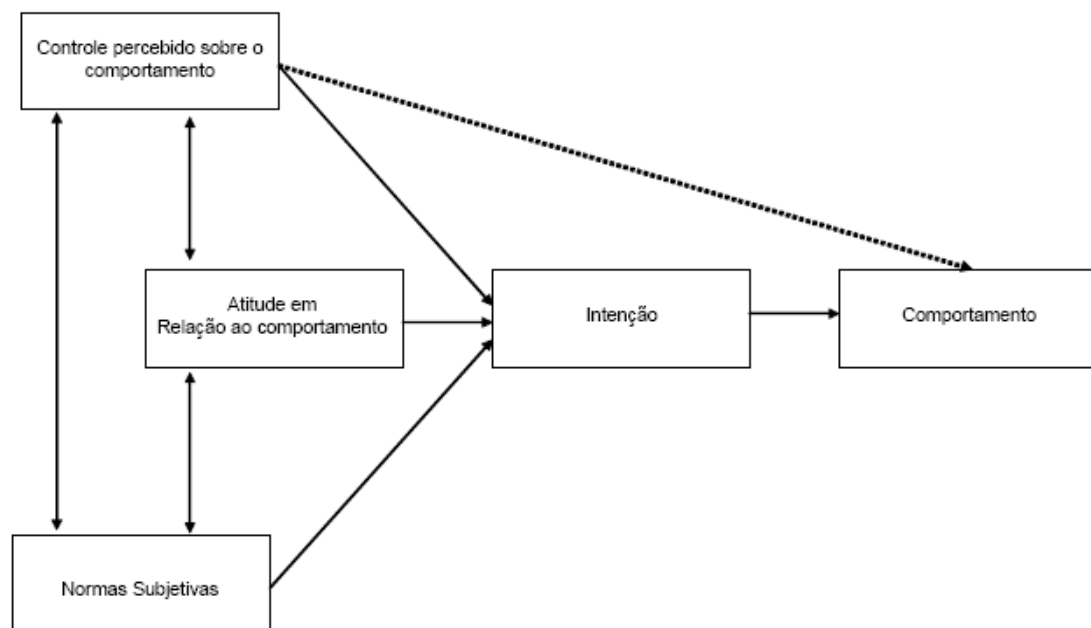 Controle percebido sobre o
comportamento
Atitude em
Relação ao comportamento
Intenção
Comportamento
Normas Subjetivas